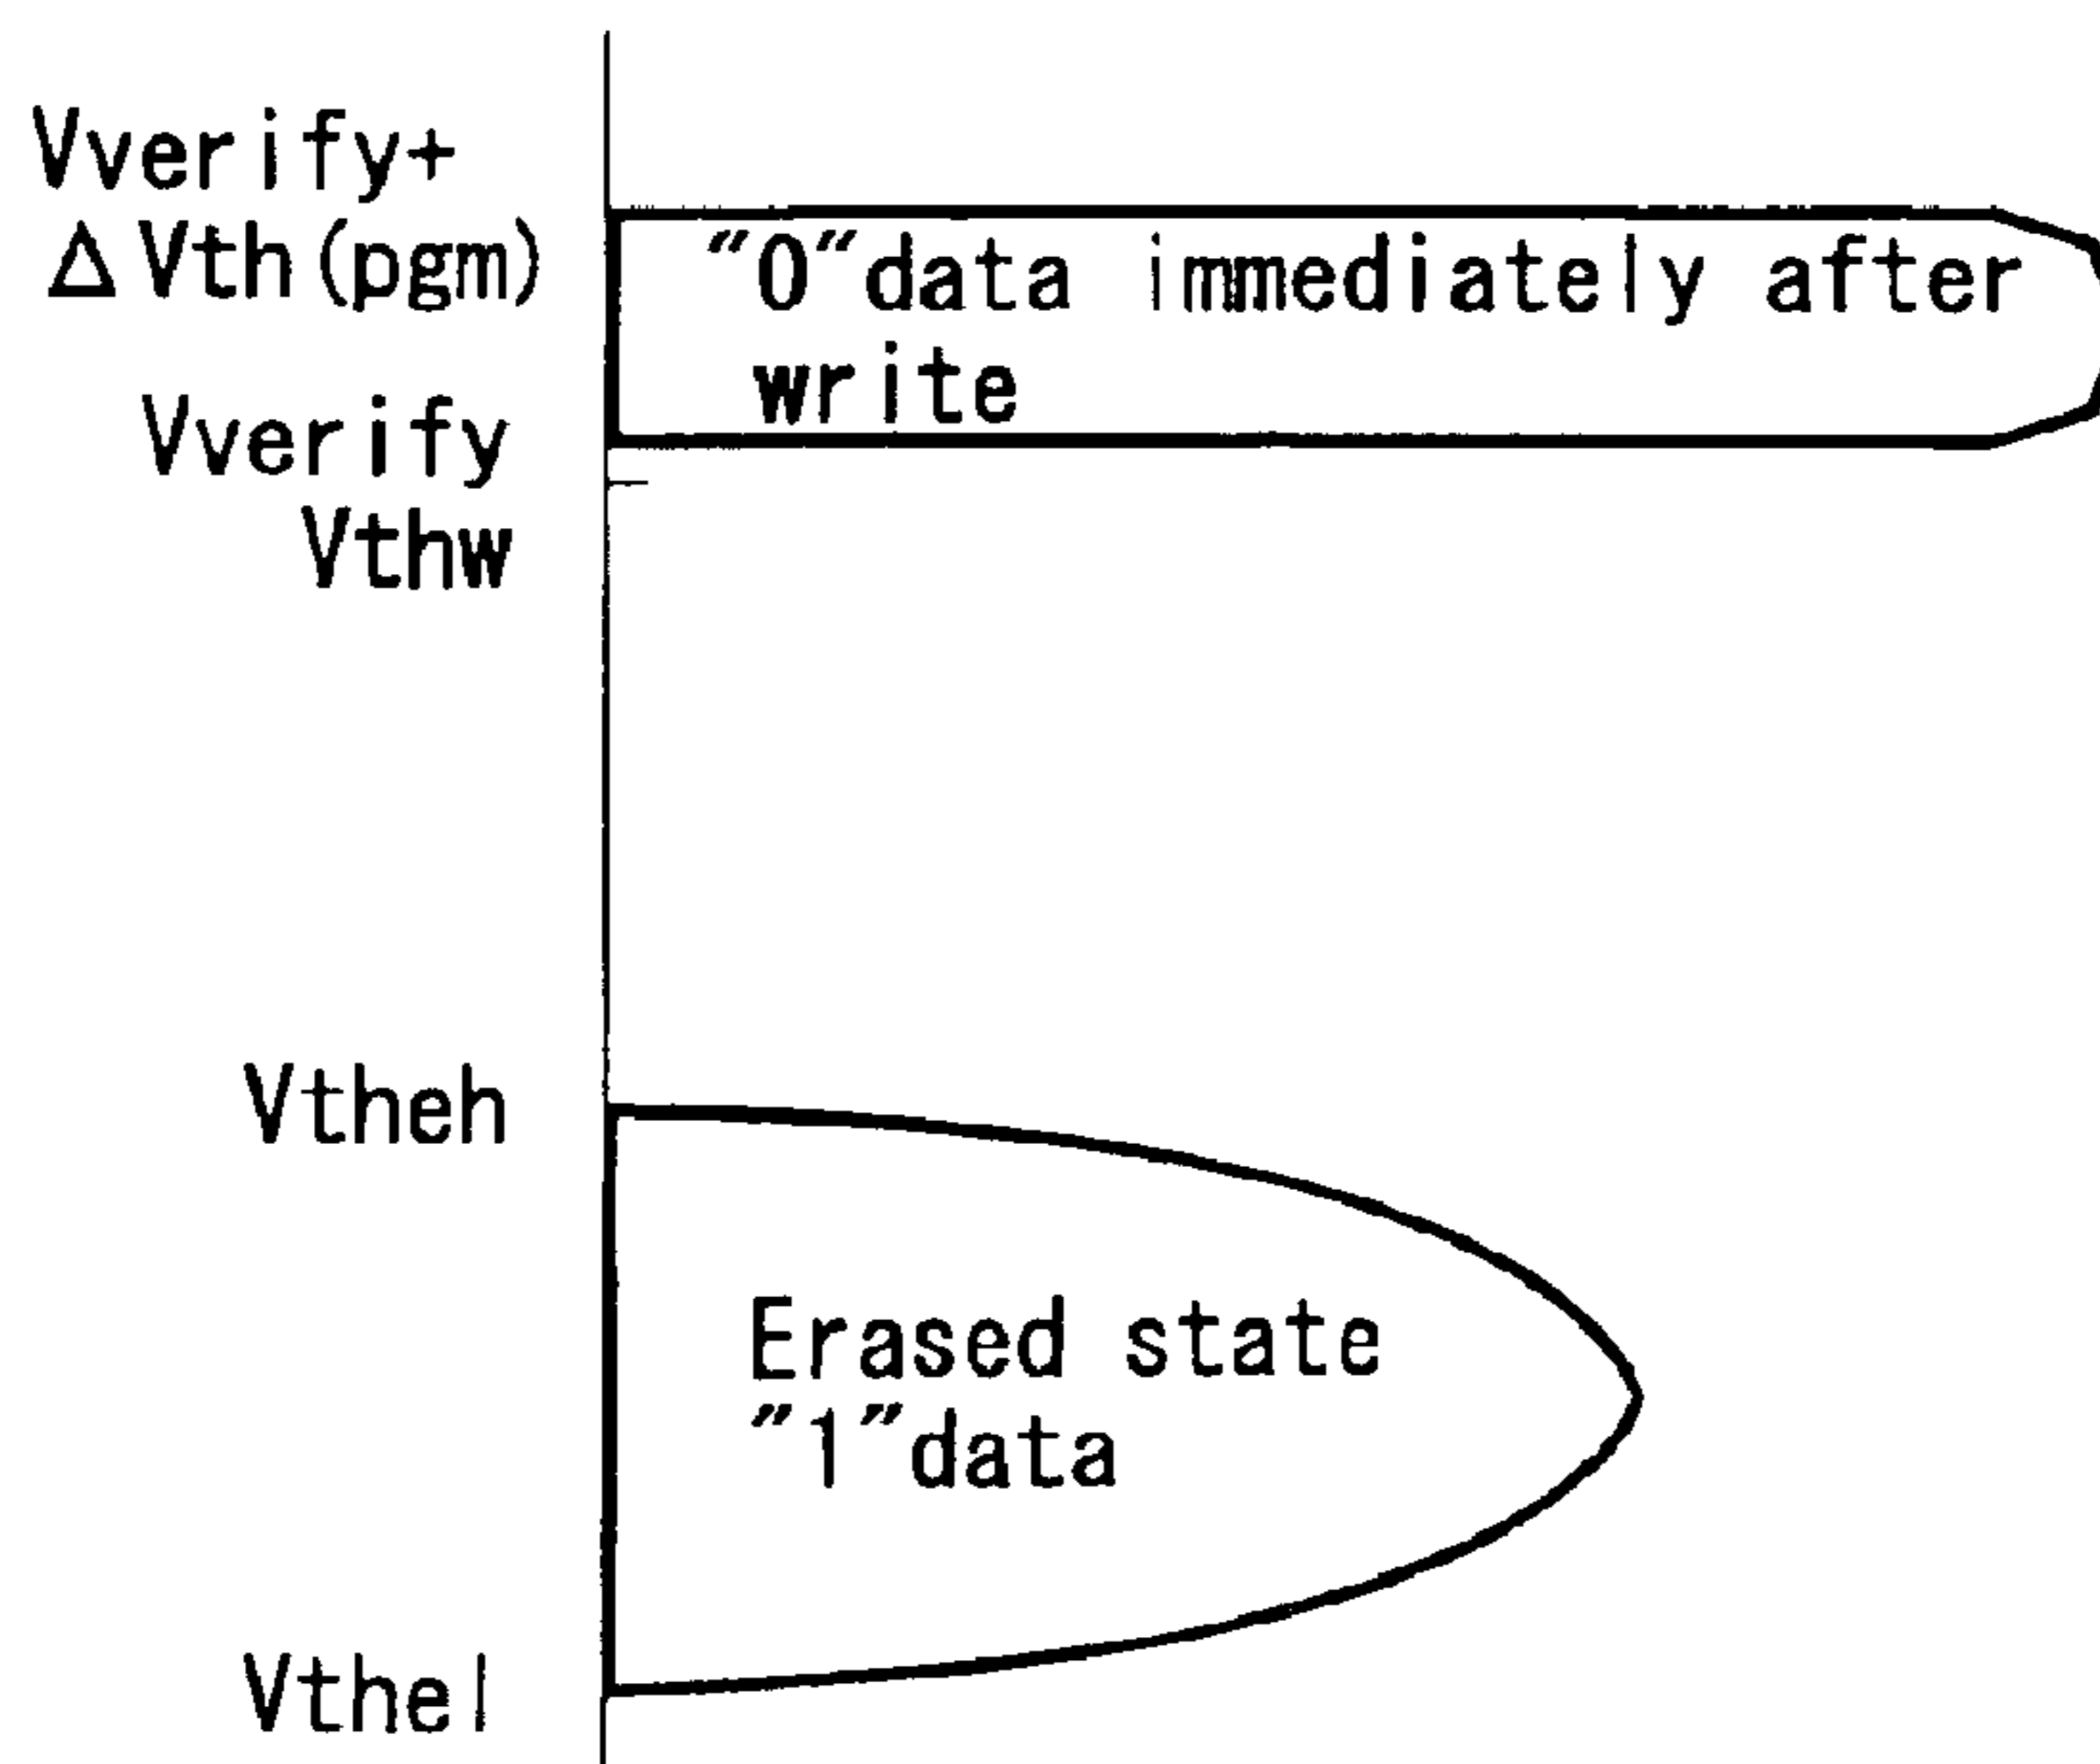 Vverify+
ΔVth(pgm)
"0"data immediately after
write
Vverify
Vthw
Vtheh
Erased state
"1"data
Vthel